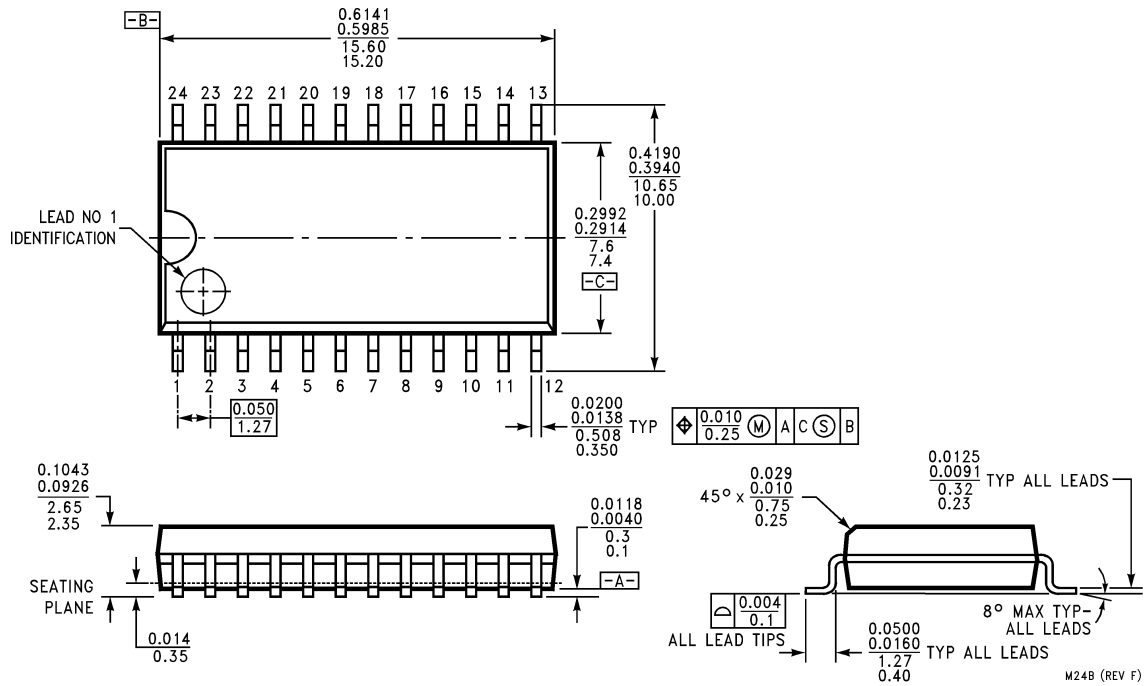 -B-
0.6141
0.5985
15.60
15.20
24 23 22 21 20 19 18 17 16 15 14 13
0.4190
0.3940
10.65
10.00
LEAD NO 1
IDENTIFICATION
0.2992
0.2914
7.6
7.4
-C-
1 2 3 4 5 6 7 8 9 10 11 12
0.050
1.27
0.0200
0.0138
0.508
0.350
TYP
0.010
0.25
M A C S B
0.1043
0.0926
2.65
2.35
0.0118
0.0040
0.3
0.1
-A-
SEATING
PLANE
0.014
0.35
45° x
0.029
0.010
0.75
0.25
0.0125
0.0091
0.32
0.23
TYP ALL LEADS
0.004
0.1
ALL LEAD TIPS
8° MAX TYP-
ALL LEADS
0.0500
0.0160
1.27
0.40
TYP ALL LEADS
M24B (REV F)